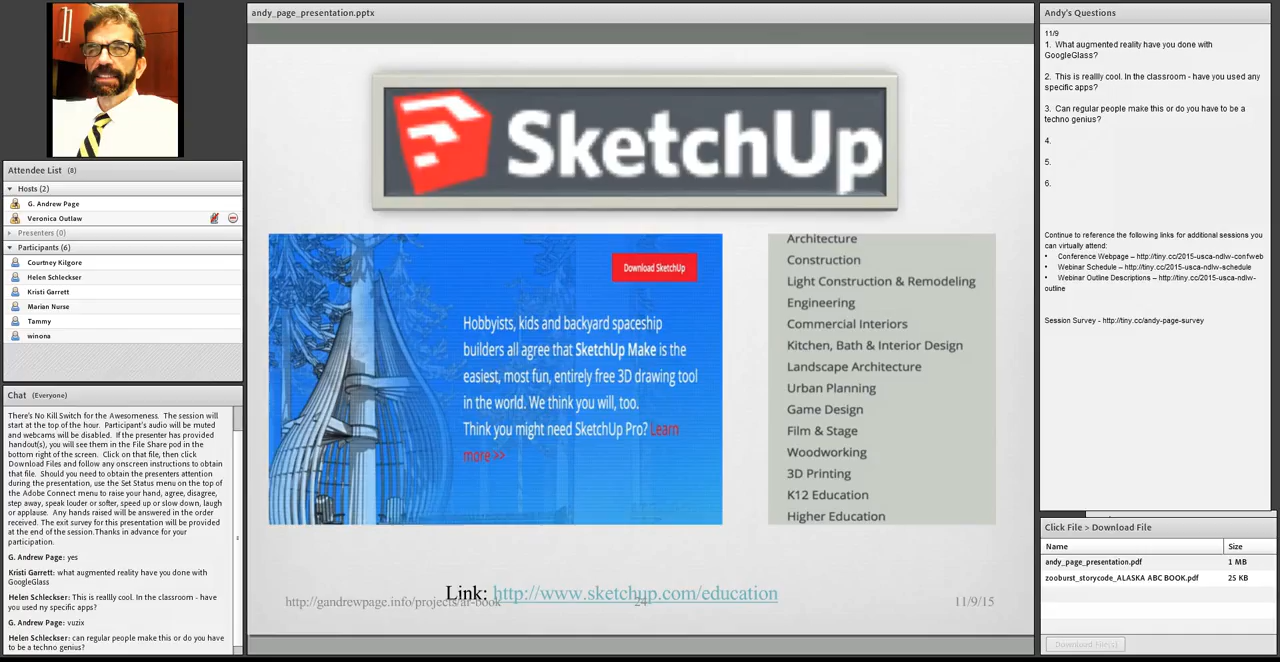 andy_page_presentation.pptx
Attendee List (8)
Hosts (2)
G. Andrew Page
Veronica Outlaw
Presenters (0)
Participants (6)
Courtney Kilgore
Helen Schleckser
Kristi Garrett
Marian Nurse
Tammy
winona
Chat (Everyone)
There's No Kill Switch for the Awesomeness. The session will
start at the top of the hour. Participant's audio will be muted
and webcams will be disabled. If the presenter has provided
handout(s), you will see them in the File Share pod in the
bottom right of the screen. Click on that file, then click
Download Files and follow any onscreen instructions to obtain
that file. Should you need to obtain the presenters attention
during the presentation, use the Set Status menu on the top of
the Adobe Connect menu to raise your hand, agree, disagree,
step away, speak louder or softer, speed up or slow down, laugh
or applause. Any hands raised will be answered in the order
received. The exit survey for this presentation will be provided
at the end of the session.Thanks in advance for your
participation.
G. Andrew Page: yes
Kristi Garrett: what augmented reality have you done with
GoogleGlass
Helen Schleckser: This is reallly cool. In the classroom - have
you used ny specific apps?
G. Andrew Page: vuzix
Helen Schleckser: can regular people make this or do you have to
be a techno genius?
SketchUp
Download SketchUp
Hobbyists, kids and backyard spaceship
builders all agree that SketchUp Make is the
easiest, most fun, entirely free 3D drawing tool
in the world. We think you will, too.
Think you might need SketchUp Pro? Learn
more >>
Architecture
Construction
Light Construction & Remodeling
Engineering
Commercial Interiors
Kitchen, Bath & Interior Design
Landscape Architecture
Urban Planning
Game Design
Film & Stage
Woodworking
3D Printing
K12 Education
Higher Education
Link: http://www.sketchup.com/education
http://gandrewpage.info/projects/ar-book
24
11/9/15
Andy's Questions
11/9
1. What augmented reality have you done with
GoogleGlass?
2. This is reallly cool. In the classroom - have you used any
specific apps?
3. Can regular people make this or do you have to be a
techno genius?
4.
5.
6.
Continue to reference the following links for additional sessions you
can virtually attend:
• Conference Webpage – http://tiny.cc/2015-usca-ndlw-confweb
• Webinar Schedule – http://tiny.cc/2015-usca-ndlw-schedule
• Webinar Outline Descriptions – http://tiny.cc/2015-usca-ndlw-
outline
Session Survey - http://tiny.cc/andy-page-survey
Click File > Download File
Name Size
andy_page_presentation.pdf 1 MB
zooburst_storycode_ALASKA ABC BOOK.pdf 25 KB
Download File(s)